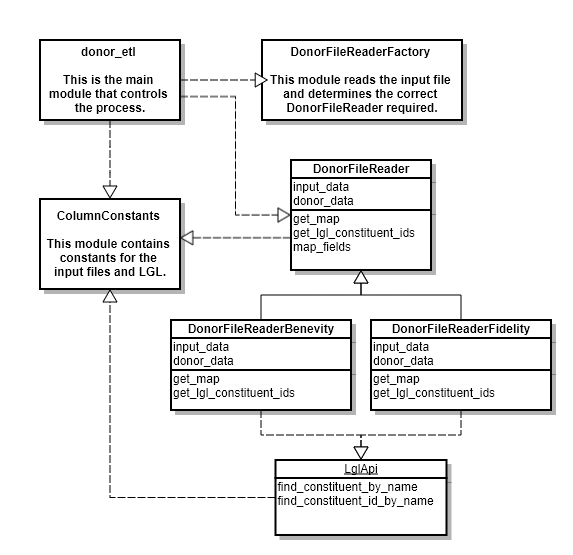 donor_etl
This is the main
module that controls
the process.
DonorFileReaderFactory
This module reads the input file
and determines the correct
DonorFileReader required.
DonorFileReader
input_data
donor_data
get_map
get_lgl_constituent_ids
map_fields
ColumnConstants
This module contains
constants for the
input files and LGL.
DonorFileReaderBenevity
input_data
donor_data
get_map
get_lgl_constituent_ids
DonorFileReaderFidelity
input_data
donor_data
get_map
get_lgl_constituent_ids
LglApi
find_constituent_by_name
find_constituent_id_by_name